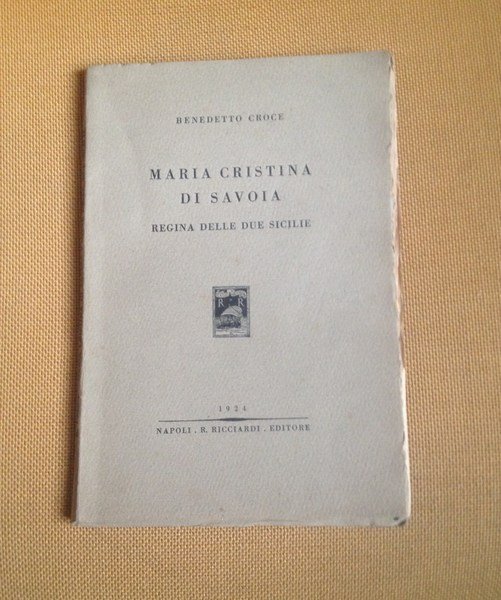 BENEDETTO CROCE
MARIA CRISTINA
DI SAVOIA
REGINA DELLE DUE SICILIE
R R
1924
NAPOLI . R. RICCIARDI . EDITORE